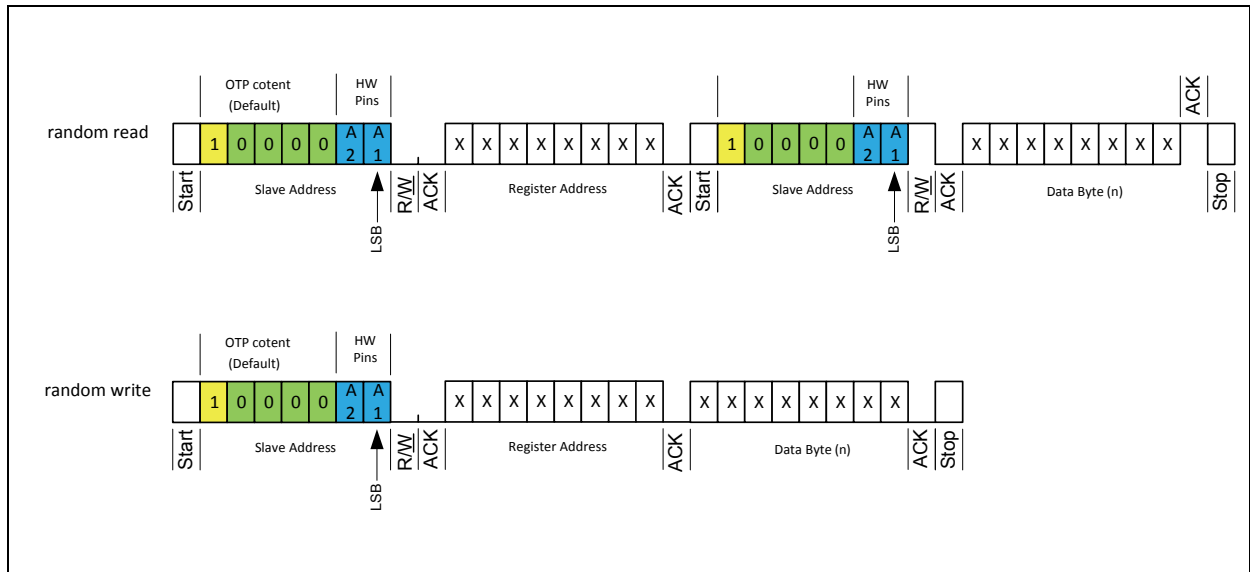 OTP cotent
(Default)
HW
Pins
HW
Pins
ACK
random read
1 0 0 0 0 A2 A1
X X X X X X X X
1 0 0 0 0 A2 A1
X X X X X X X X
Start
Slave Address
LSB
R/W
ACK
Register Address
ACK
Start
Slave Address
LSB
R/W
ACK
Data Byte (n)
Stop
OTP cotent
(Default)
HW
Pins
random write
1 0 0 0 0 A2 A1
X X X X X X X X
X X X X X X X X
Start
Slave Address
LSB
R/W
ACK
Register Address
ACK
Data Byte (n)
ACK
Stop